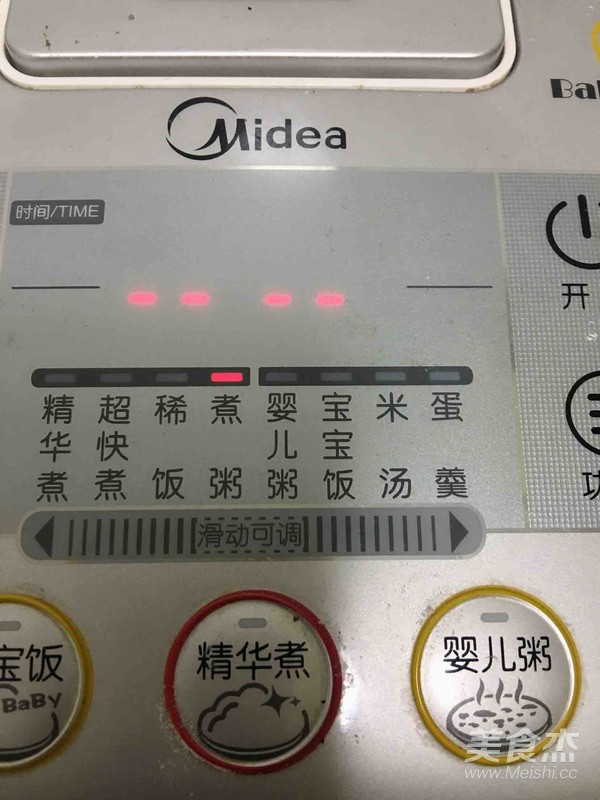 Bab
Midea
时间/TIME
开
精华煮 超快煮 稀饭 煮粥 婴儿粥 宝宝饭 米汤 蛋羹
功
滑动可调
宝饭 精华煮 婴儿粥
BaBy
美食杰
www.Meishi.cc